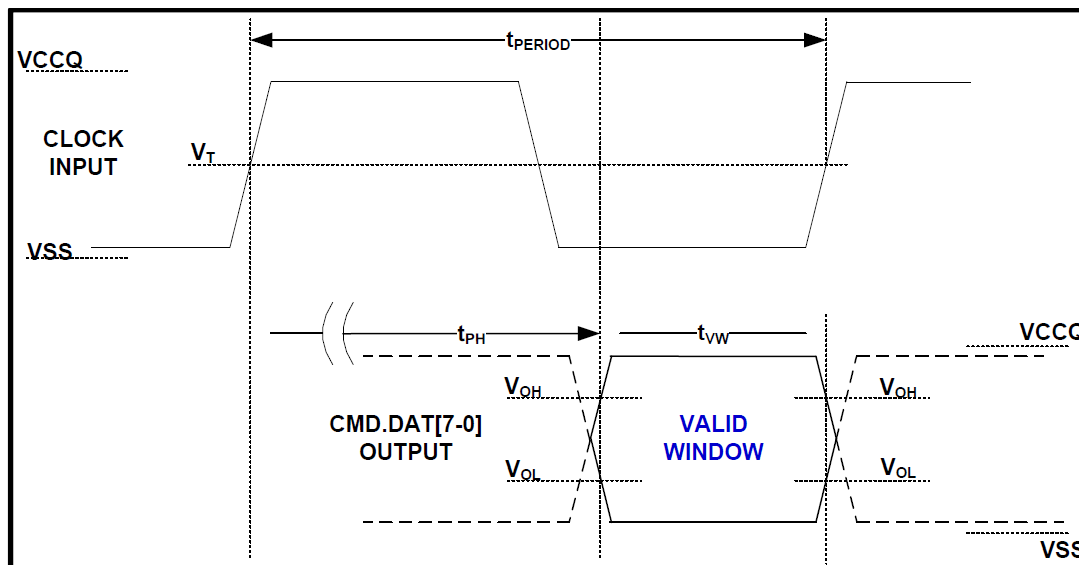 tPERIOD
VCCQ
CLOCK
INPUT
VT
VSS
tPH
tVW
VCCQ
VOH
VOH
CMD.DAT[7-0]
OUTPUT
VALID
WINDOW
VOL
VOL
VSS